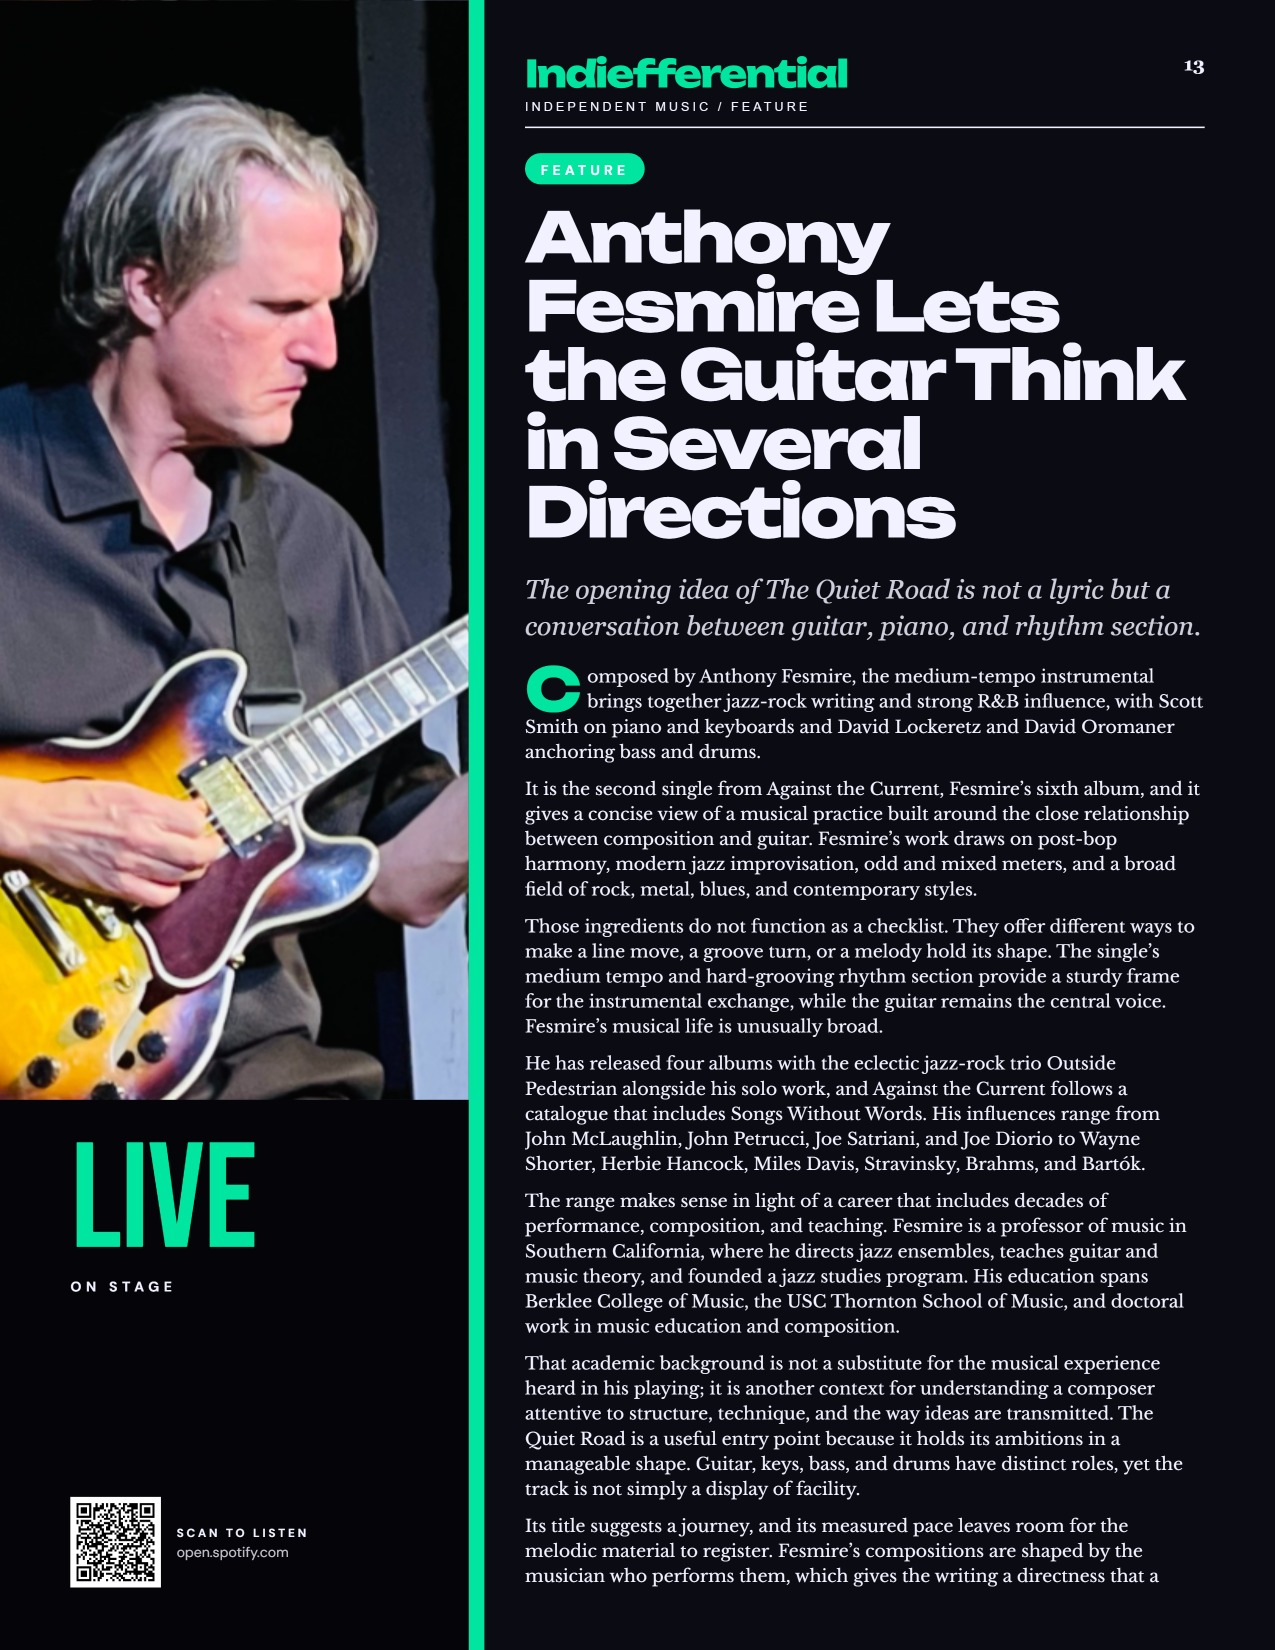 Indiefferential
13
INDEPENDENT MUSIC / FEATURE
FEATURE
Anthony
Fesmire Lets
the Guitar Think
in Several
Directions
The opening idea of The Quiet Road is not a lyric but a
conversation between guitar, piano, and rhythm section.
Composed by Anthony Fesmire, the medium-tempo instrumental
brings together jazz-rock writing and strong R&B influence, with Scott
Smith on piano and keyboards and David Lockeretz and David Oromaner
anchoring bass and drums.
It is the second single from Against the Current, Fesmire’s sixth album, and it
gives a concise view of a musical practice built around the close relationship
between composition and guitar. Fesmire’s work draws on post-bop
harmony, modern jazz improvisation, odd and mixed meters, and a broad
field of rock, metal, blues, and contemporary styles.
Those ingredients do not function as a checklist. They offer different ways to
make a line move, a groove turn, or a melody hold its shape. The single’s
medium tempo and hard-grooving rhythm section provide a sturdy frame
for the instrumental exchange, while the guitar remains the central voice.
Fesmire’s musical life is unusually broad.
He has released four albums with the eclectic jazz-rock trio Outside
Pedestrian alongside his solo work, and Against the Current follows a
catalogue that includes Songs Without Words. His influences range from
John McLaughlin, John Petrucci, Joe Satriani, and Joe Diorio to Wayne
Shorter, Herbie Hancock, Miles Davis, Stravinsky, Brahms, and Bartók.
The range makes sense in light of a career that includes decades of
performance, composition, and teaching. Fesmire is a professor of music in
Southern California, where he directs jazz ensembles, teaches guitar and
music theory, and founded a jazz studies program. His education spans
Berklee College of Music, the USC Thornton School of Music, and doctoral
work in music education and composition.
That academic background is not a substitute for the musical experience
heard in his playing; it is another context for understanding a composer
attentive to structure, technique, and the way ideas are transmitted. The
Quiet Road is a useful entry point because it holds its ambitions in a
manageable shape. Guitar, keys, bass, and drums have distinct roles, yet the
track is not simply a display of facility.
Its title suggests a journey, and its measured pace leaves room for the
melodic material to register. Fesmire’s compositions are shaped by the
musician who performs them, which gives the writing a directness that a
LIVE
ON STAGE
SCAN TO LISTEN
open.spotify.com